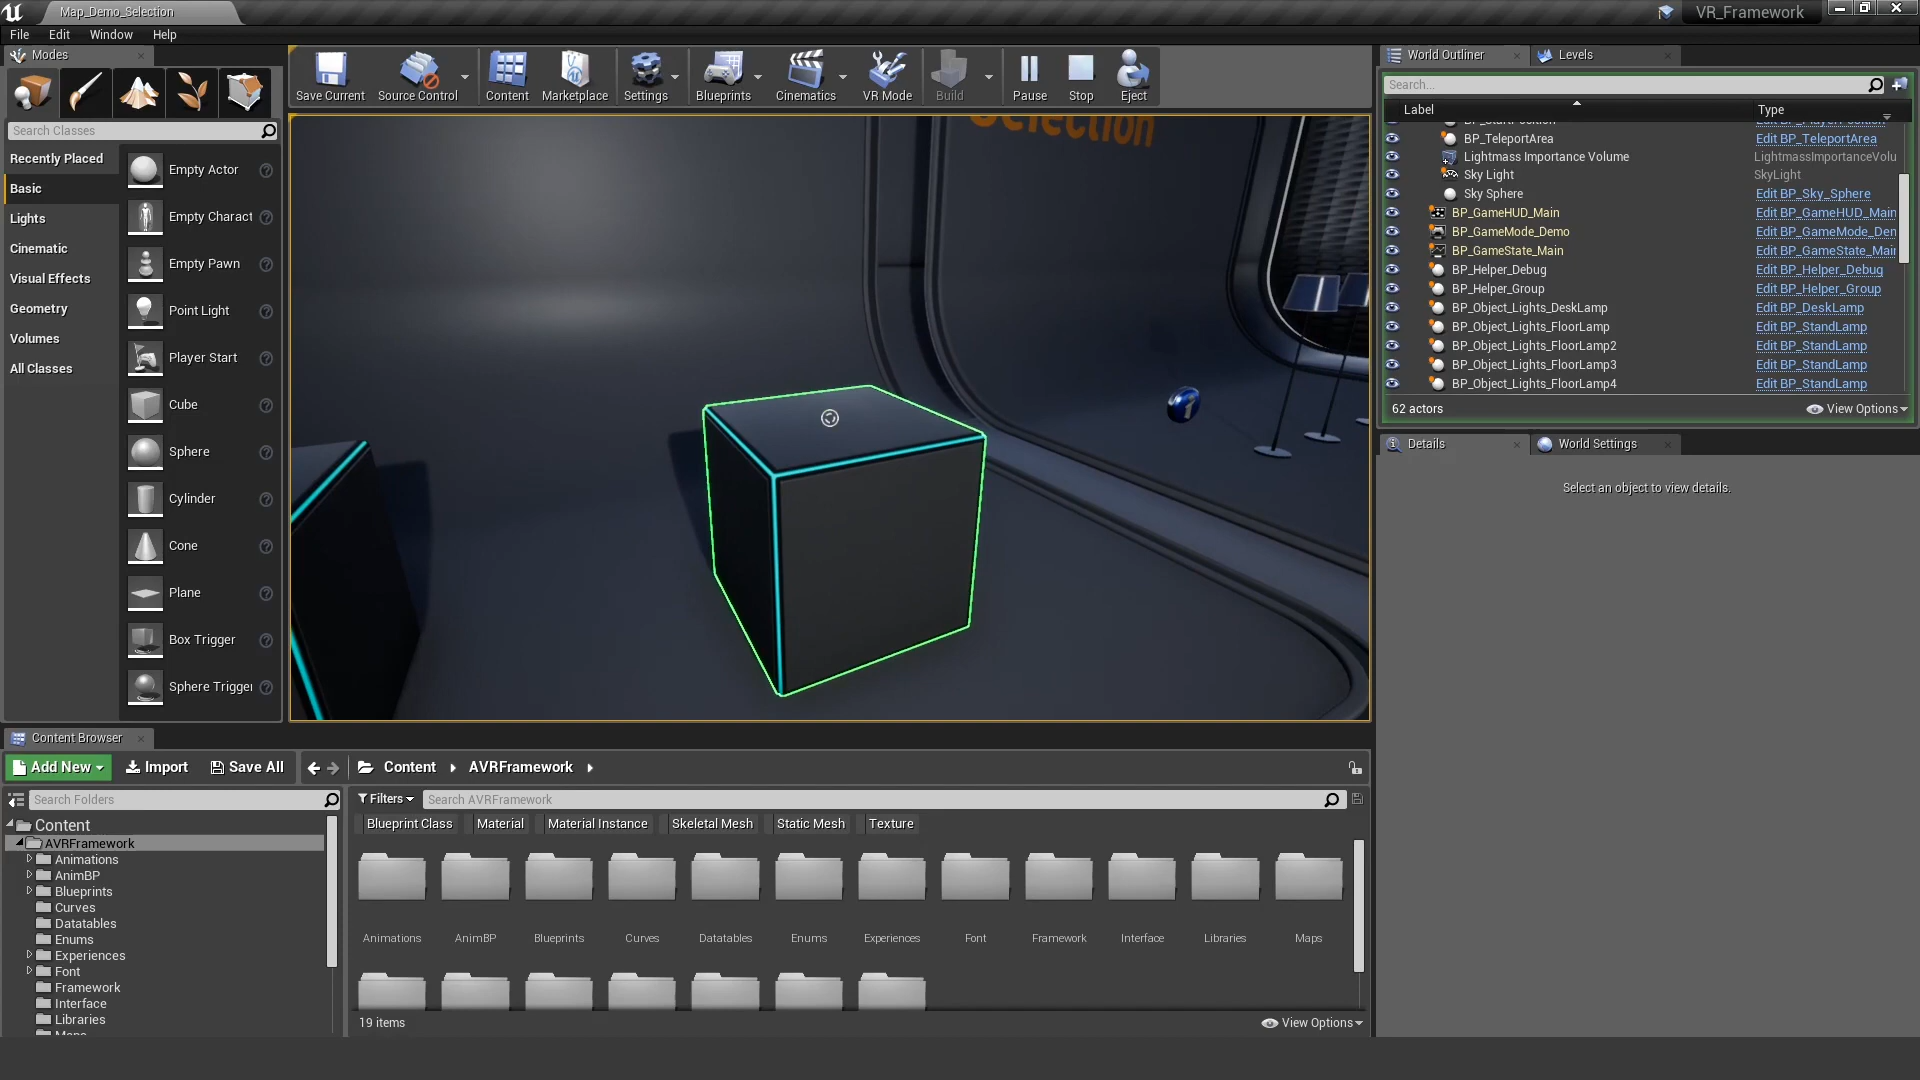 Map_Demo_Selection
VR_Framework
File Edit Window Help
Modes
World Outliner
Levels
Save Current
Source Control
Content
Marketplace
Settings
Blueprints
Cinematics
VR Mode
Build
Pause
Stop
Eject
Search...
Label
Type
Search Classes
Recently Placed
Basic
Lights
Cinematic
Visual Effects
Geometry
Volumes
All Classes
Empty Actor
Empty Charact
Empty Pawn
Point Light
Player Start
Cube
Sphere
Cylinder
Cone
Plane
Box Trigger
Sphere Trigger
Selection
BP_StartPosition Edit BP_PlayerPosition
BP_TeleportArea Edit BP_TeleportArea
Lightmass Importance Volume LightmassImportanceVolu
Sky Light SkyLight
Sky Sphere Edit BP_Sky_Sphere
BP_GameHUD_Main Edit BP_GameHUD_Main
BP_GameMode_Demo Edit BP_GameMode_Den
BP_GameState_Main Edit BP_GameState_Mai
BP_Helper_Debug Edit BP_Helper_Debug
BP_Helper_Group Edit BP_Helper_Group
BP_Object_Lights_DeskLamp Edit BP_DeskLamp
BP_Object_Lights_FloorLamp Edit BP_StandLamp
BP_Object_Lights_FloorLamp2 Edit BP_StandLamp
BP_Object_Lights_FloorLamp3 Edit BP_StandLamp
BP_Object_Lights_FloorLamp4 Edit BP_StandLamp
62 actors
View Options
Details
World Settings
Select an object to view details.
Content Browser
Add New
Import
Save All
Content
AVRFramework
Search Folders
Content
AVRFramework
Animations
AnimBP
Blueprints
Curves
Datatables
Enums
Experiences
Font
Framework
Interface
Libraries
Maps
Filters
Search AVRFramework
Blueprint Class
Material
Material Instance
Skeletal Mesh
Static Mesh
Texture
Animations
AnimBP
Blueprints
Curves
Datatables
Enums
Experiences
Font
Framework
Interface
Libraries
Maps
19 items
View Options